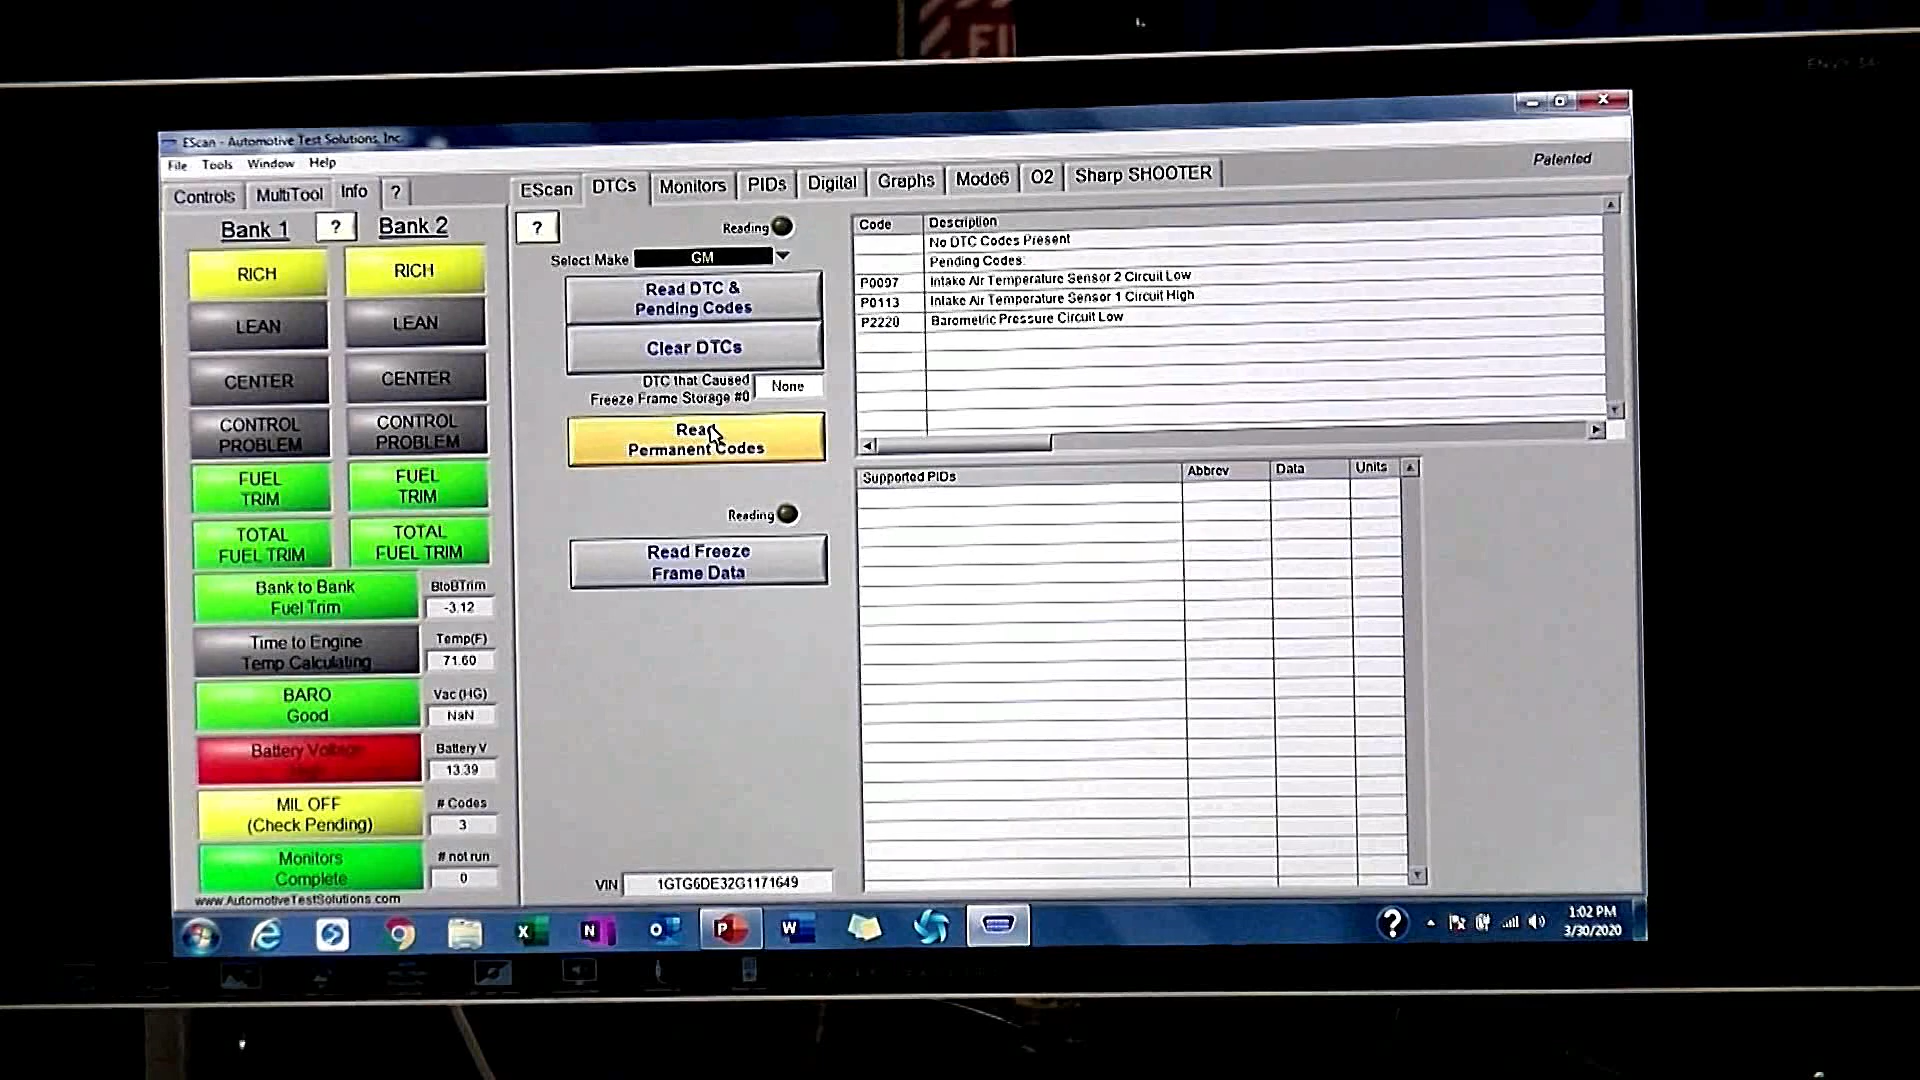 FI
ENVY 34
EScan - Automotive Test Solutions, Inc.
File Tools Window Help
Patented
Controls MultiTool Info ?
EScan DTCs Monitors PIDs Digital Graphs Mode6 O2 Sharp SHOOTER
Bank 1 ? Bank 2
RICH RICH
LEAN LEAN
CENTER CENTER
CONTROL PROBLEM CONTROL PROBLEM
FUEL TRIM FUEL TRIM
TOTAL FUEL TRIM TOTAL FUEL TRIM
Bank to Bank
Fuel Trim
BtoBTrim
-3.12
Time to Engine
Temp Calculating
Temp(F)
71.60
BARO
Good
Vac (HG)
NaN
Battery Voltage
Battery V
13.39
MIL OFF
(Check Pending)
# Codes
3
Monitors
Complete
# not run
0
www.AutomotiveTestSolutions.com
?
Reading
Select Make GM
Read DTC &
Pending Codes
Clear DTCs
DTC that Caused
Freeze Frame Storage #0
None
Read
Permanent Codes
Reading
Read Freeze
Frame Data
VIN 1GTG6DE32G1171649
Code Description
No DTC Codes Present
Pending Codes:
P0097 Intake Air Temperature Sensor 2 Circuit Low
P0113 Intake Air Temperature Sensor 1 Circuit High
P2220 Barometric Pressure Circuit Low
Supported PIDs Abbrev Data Units
1:02 PM
3/30/2020